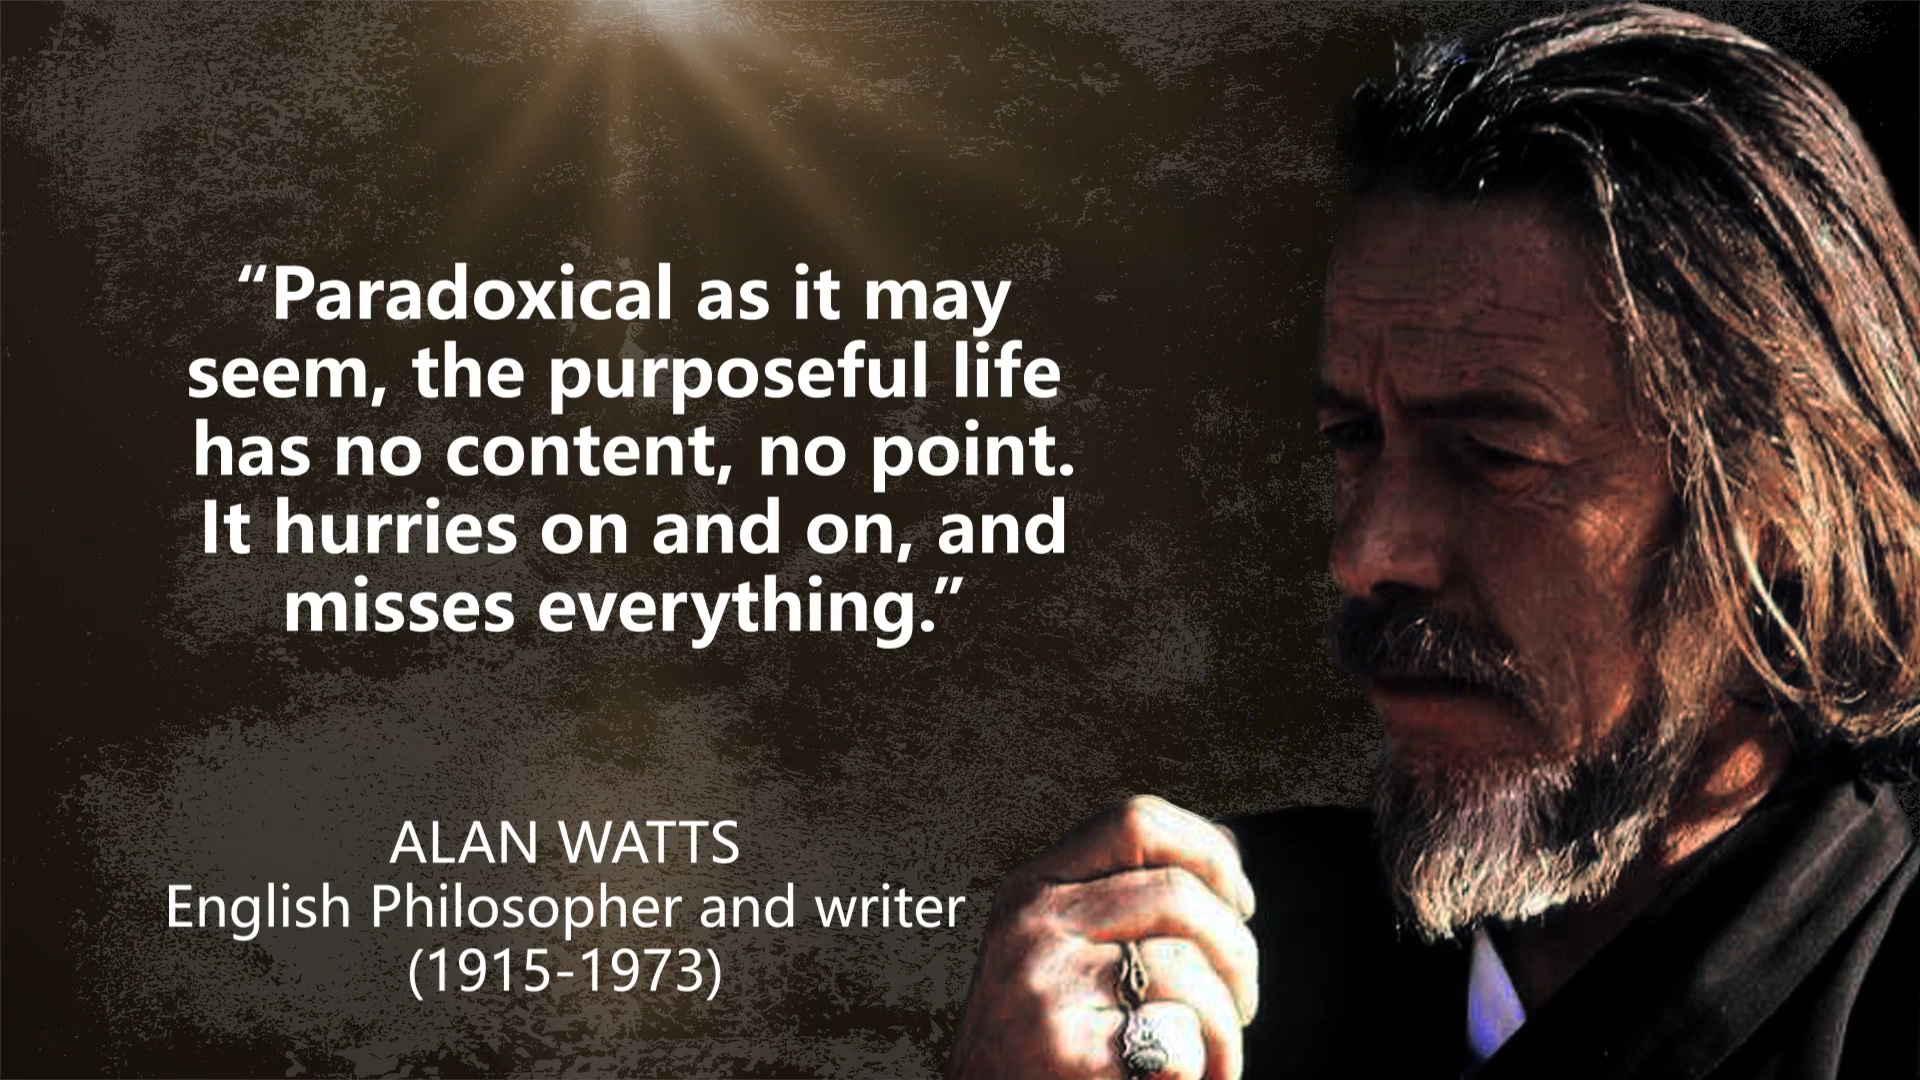 “Paradoxical as it may
seem, the purposeful life
has no content, no point.
It hurries on and on, and
misses everything.”
ALAN WATTS
English Philosopher and writer
(1915-1973)